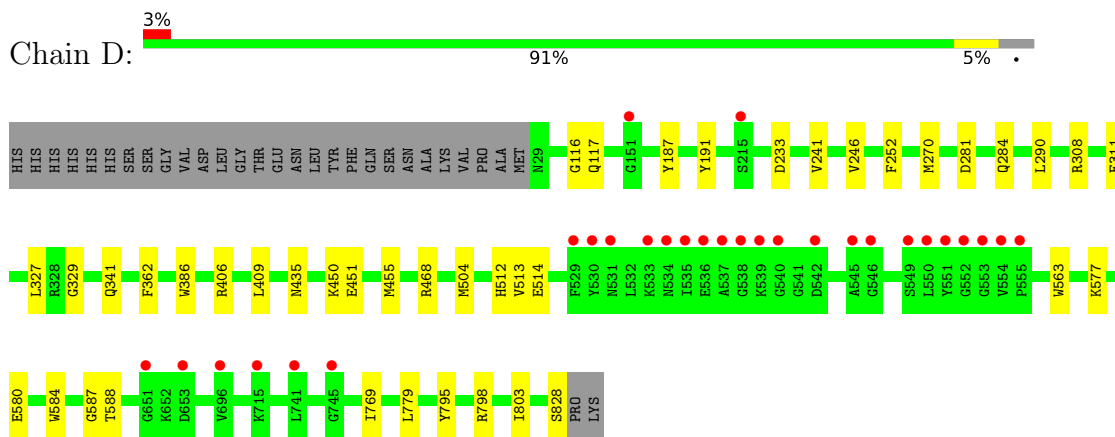 3%
Chain D:
91% 5% •
HIS HIS HIS HIS HIS HIS SER SER GLY VAL ASP LEU GLY THR GLU ASN LEU TYR PHE GLN SER ASN ALA LYS VAL PRO ALA MET N29 G116 Q117 G151 Y187 Y191 S215 D233 V241 V246 F252 M270 D281 Q284 L290 R308
L327 R328 G329 Q341 F362 W386 R406 L409 N435 K450 E451 M455 R468 M504 H512 V513 E514 F529 Y530 N531 L532 K533 N534 I535 E536 A537 G538 K539 G540 G541 D542 A545 G546 S549 L550 Y551 G552 G553 V554 P555 W563 K577
E580 W584 G587 T588 G651 K652 D653 V696 K715 L741 G745 I769 L779 Y795 R798 I803 S828 PRO LYS